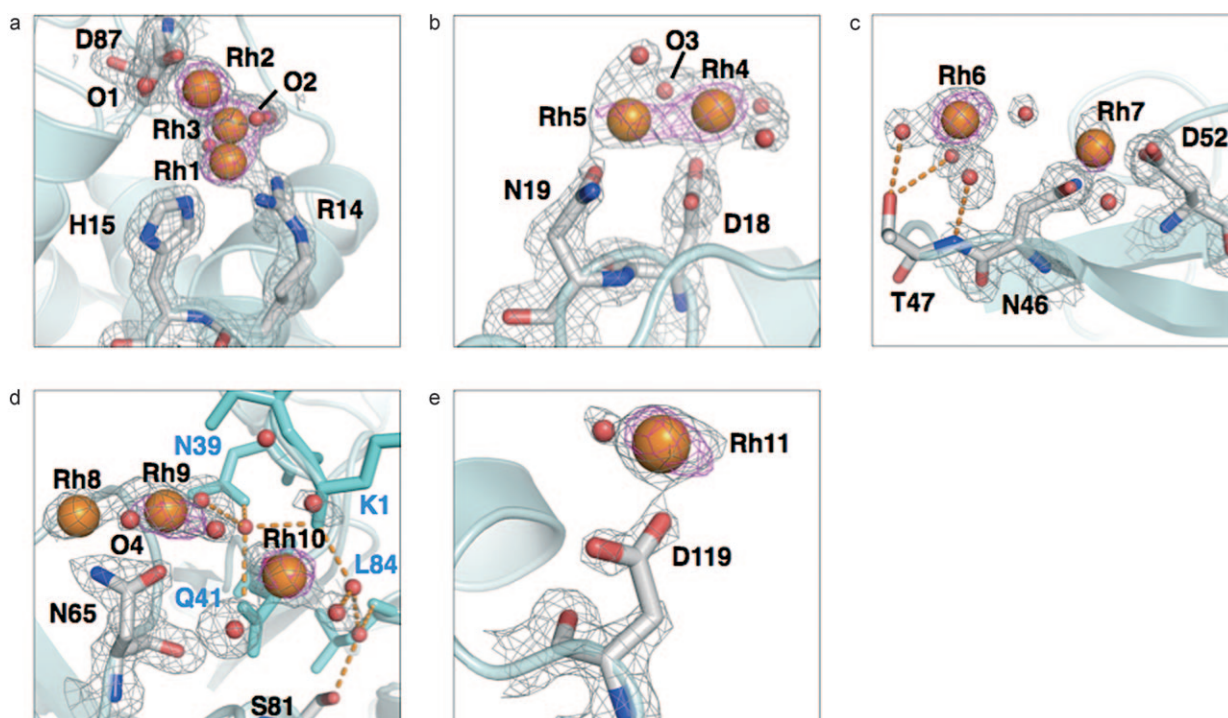 a
D87
Rh2
O1
O2
Rh3
Rh1
H15
R14
b
O3
Rh4
Rh5
N19
D18
c
Rh6
Rh7
D52
T47
N46
d
N39
Rh8
Rh9
K1
O4
Rh10
L84
Q41
N65
S81
e
Rh11
D119